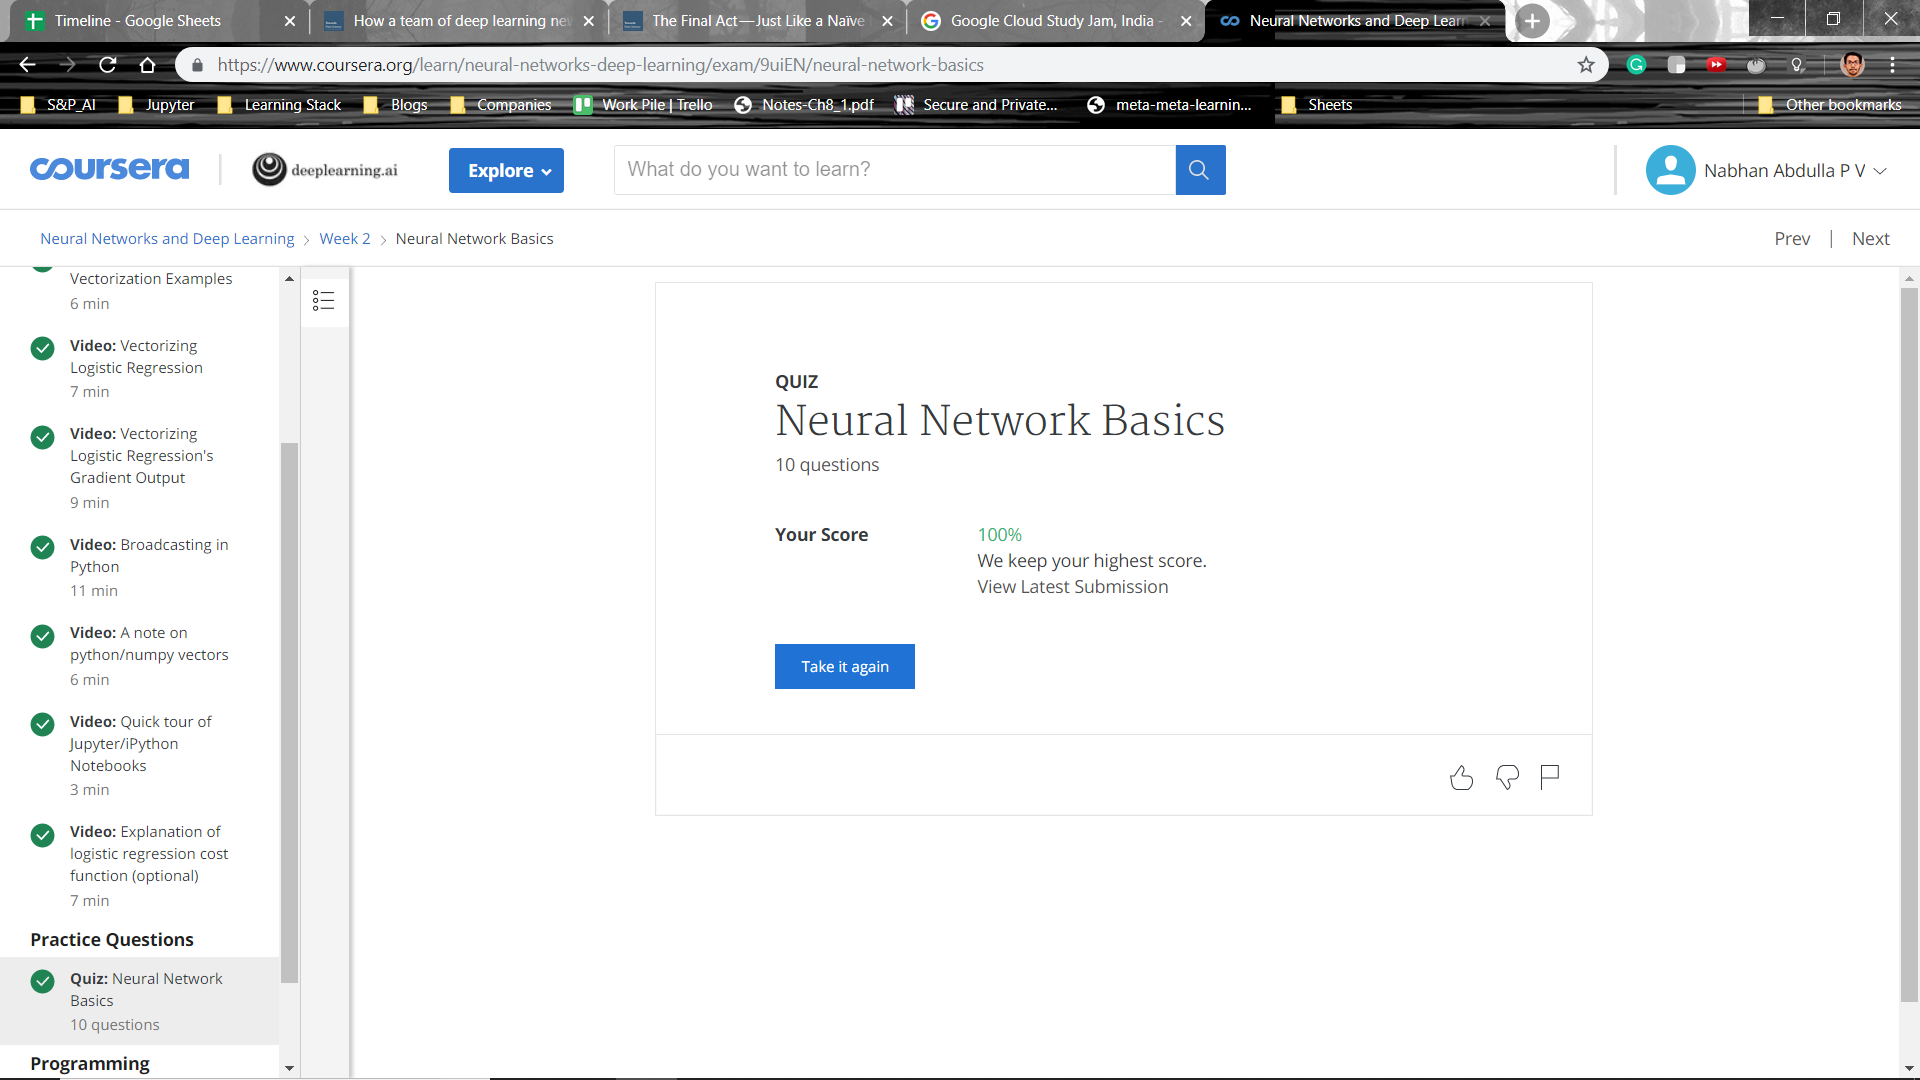 Timeline - Google Sheets
How a team of deep learning ne
The Final Act — Just Like a Naïve
Google Cloud Study Jam, India -
Neural Networks and Deep Lear
https://www.coursera.org/learn/neural-networks-deep-learning/exam/9uiEN/neural-network-basics
S&P_AI
Jupyter
Learning Stack
Blogs
Companies
Work Pile | Trello
Notes-Ch8_1.pdf
Secure and Private...
meta-meta-learnin...
Sheets
Other bookmarks
coursera
deeplearning.ai
Explore
What do you want to learn?
Nabhan Abdulla P V
Neural Networks and Deep Learning > Week 2 > Neural Network Basics
Prev | Next
Vectorization Examples
6 min
Video: Vectorizing
Logistic Regression
7 min
Video: Vectorizing
Logistic Regression's
Gradient Output
9 min
Video: Broadcasting in
Python
11 min
Video: A note on
python/numpy vectors
6 min
Video: Quick tour of
Jupyter/iPython
Notebooks
3 min
Video: Explanation of
logistic regression cost
function (optional)
7 min
Practice Questions
Quiz: Neural Network
Basics
10 questions
Programming
QUIZ
Neural Network Basics
10 questions
Your Score
100%
We keep your highest score.
View Latest Submission
Take it again